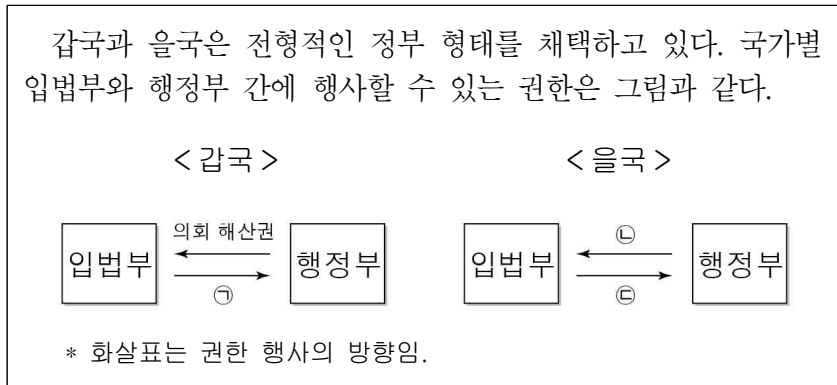 갑국과 을국은 전형적인 정부 형태를 채택하고 있다. 국가별
입법부와 행정부 간에 행사할 수 있는 권한은 그림과 같다.
< 갑국 >
< 을국 >
입법부
의회 해산권
㉠
행정부
입법부
㉡
㉢
행정부
* 화살표는 권한 행사의 방향임.